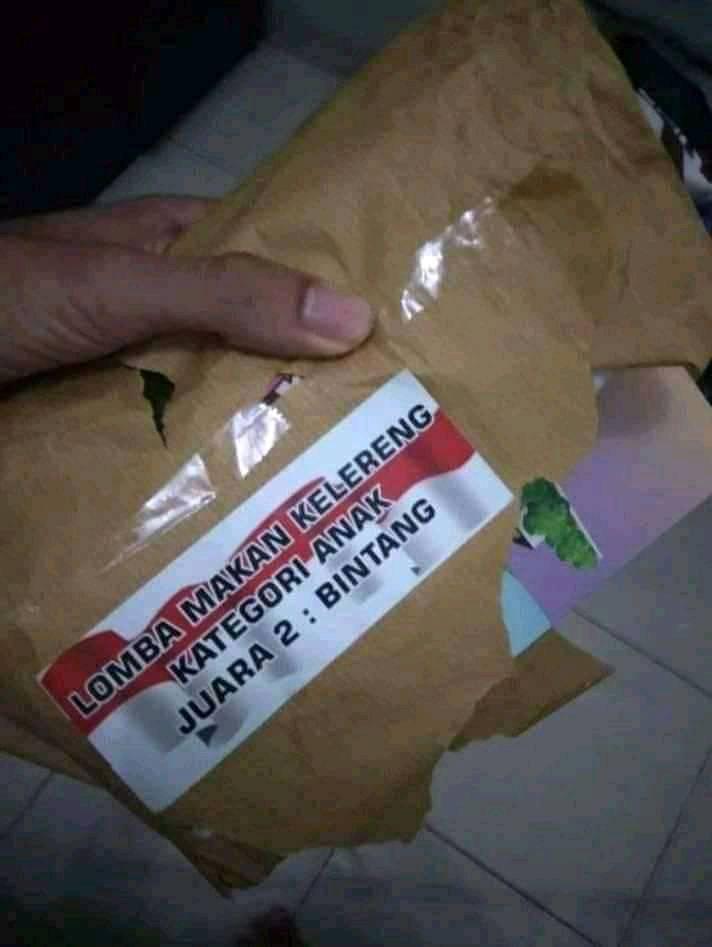 LOMBA MAKAN KELERENG
KATEGORI ANAK
JUARA 2 : BINTANG